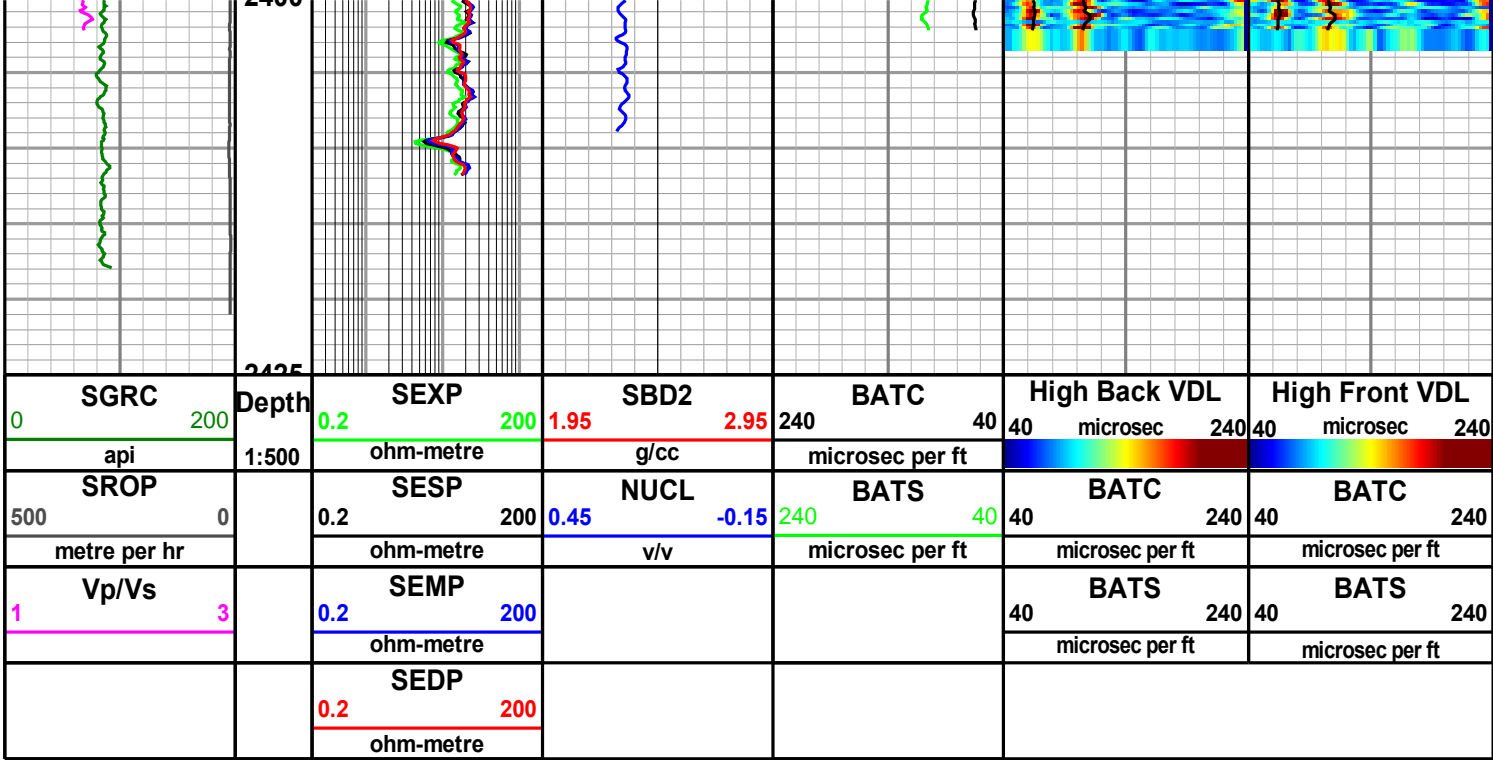 2400
2425
SGRC
0 200
api
Depth
1:500
SEXP
0.2 200
ohm-metre
SBD2
1.95 2.95
g/cc
BATC
240 40
microsec per ft
High Back VDL
40 microsec 240
High Front VDL
40 microsec 240
SROP
500 0
metre per hr
SESP
0.2 200
ohm-metre
NUCL
0.45 -0.15
v/v
BATS
240 40
microsec per ft
BATC
40 240
microsec per ft
BATC
40 240
microsec per ft
Vp/Vs
1 3
SEMP
0.2 200
ohm-metre
BATS
40 240
microsec per ft
BATS
40 240
microsec per ft
SEDP
0.2 200
ohm-metre